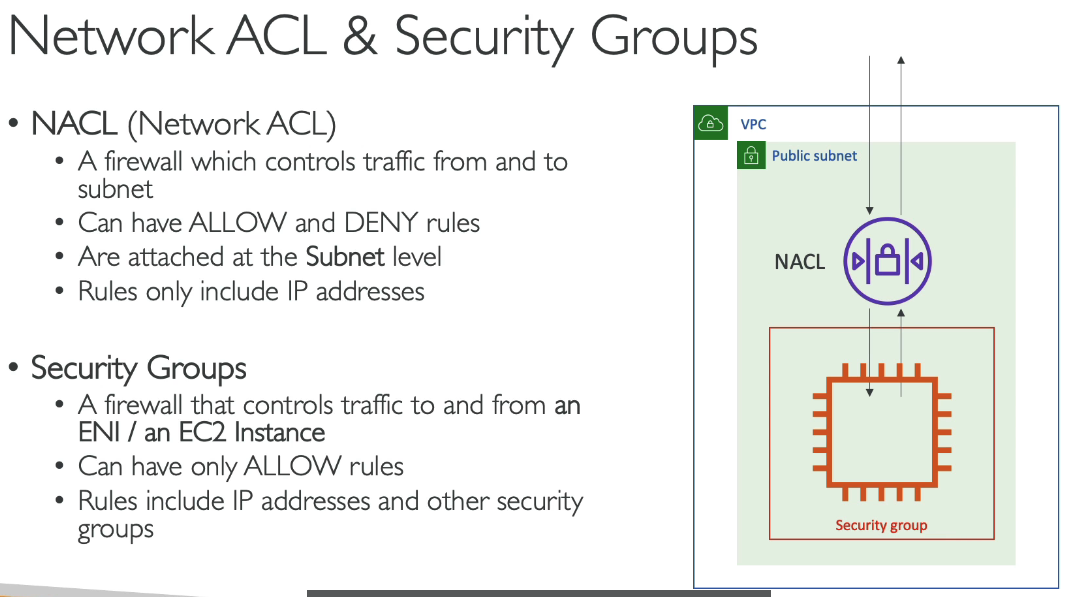 Network ACL & Security Groups
• NACL (Network ACL)
• A firewall which controls traffic from and to
subnet
• Can have ALLOW and DENY rules
• Are attached at the Subnet level
• Rules only include IP addresses
• Security Groups
• A firewall that controls traffic to and from an
ENI / an EC2 Instance
• Can have only ALLOW rules
• Rules include IP addresses and other security
groups
VPC
Public subnet
NACL
Security group